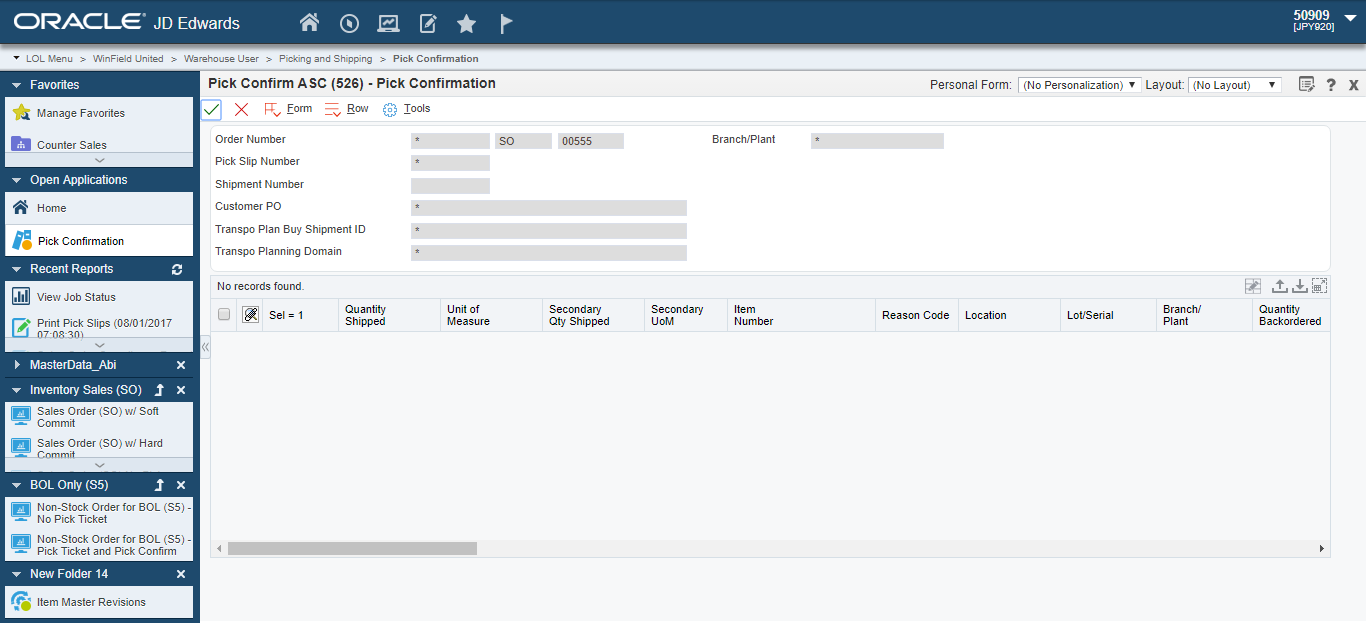 ORACLE® JD Edwards
50909
[JPY920]
LOL Menu > WinField United > Warehouse User > Picking and Shipping > Pick Confirmation
Favorites
Manage Favorites
Counter Sales
Open Applications
Home
Pick Confirmation
Recent Reports
View Job Status
Print Pick Slips (08/01/2017
07:08:30)
MasterData_Abi
Inventory Sales (SO)
Sales Order (SO) w/ Soft
Commit
Sales Order (SO) w/ Hard
Commit
BOL Only (S5)
Non-Stock Order for BOL (S5) -
No Pick Ticket
Non-Stock Order for BOL (S5) -
Pick Ticket and Pick Confirm
New Folder 14
Item Master Revisions
Pick Confirm ASC (526) - Pick Confirmation
Personal Form: (No Personalization) Layout: (No Layout)
Form Row Tools
Order Number * SO 00555 Branch/Plant *
Pick Slip Number *
Shipment Number
Customer PO *
Transpo Plan Buy Shipment ID *
Transpo Planning Domain *
No records found.
Sel = 1
Quantity
Shipped
Unit of
Measure
Secondary
Qty Shipped
Secondary
UoM
Item
Number
Reason Code
Location
Lot/Serial
Branch/
Plant
Quantity
Backordered